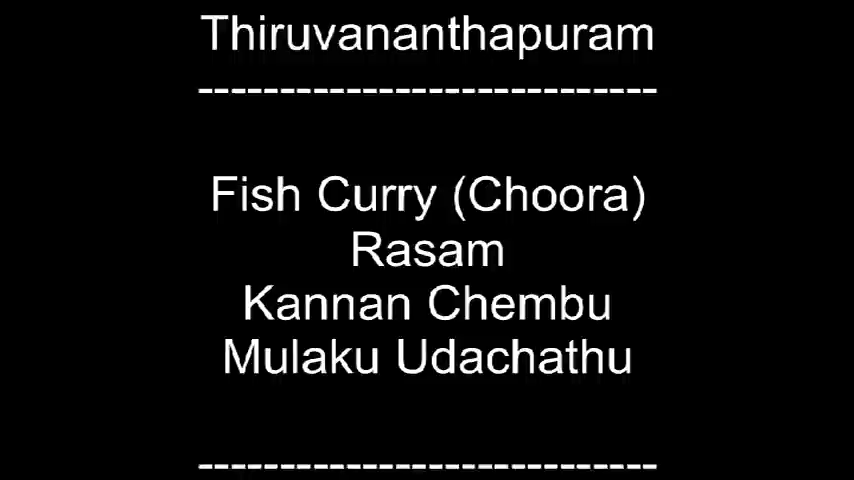 Thiruvananthapuram
----------------------------
Fish Curry (Choora)
Rasam
Kannan Chembu
Mulaku Udachathu
----------------------------